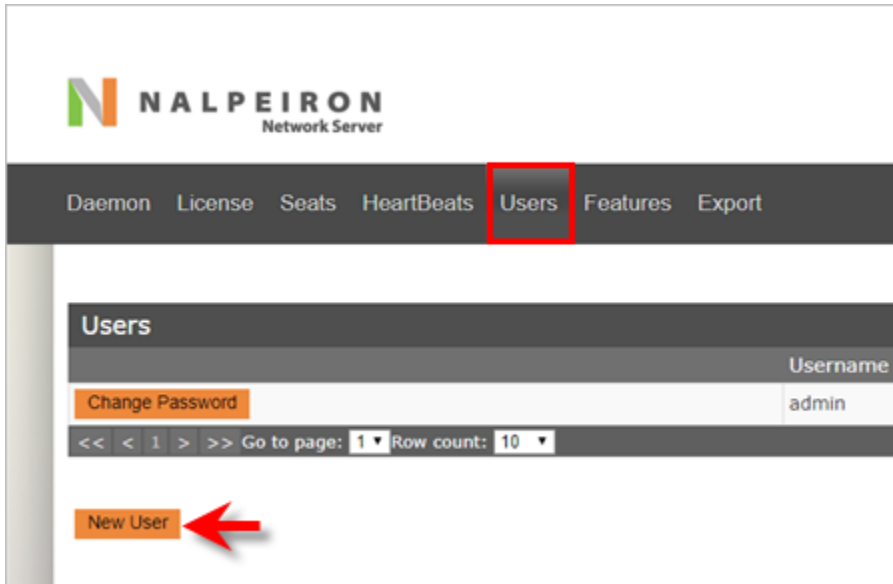 NALPEIRON
Network Server
Daemon License Seats HeartBeats Users Features Export
Users
Username
Change Password admin
<< < 1 > >> Go to page: 1 Row count: 10
New User